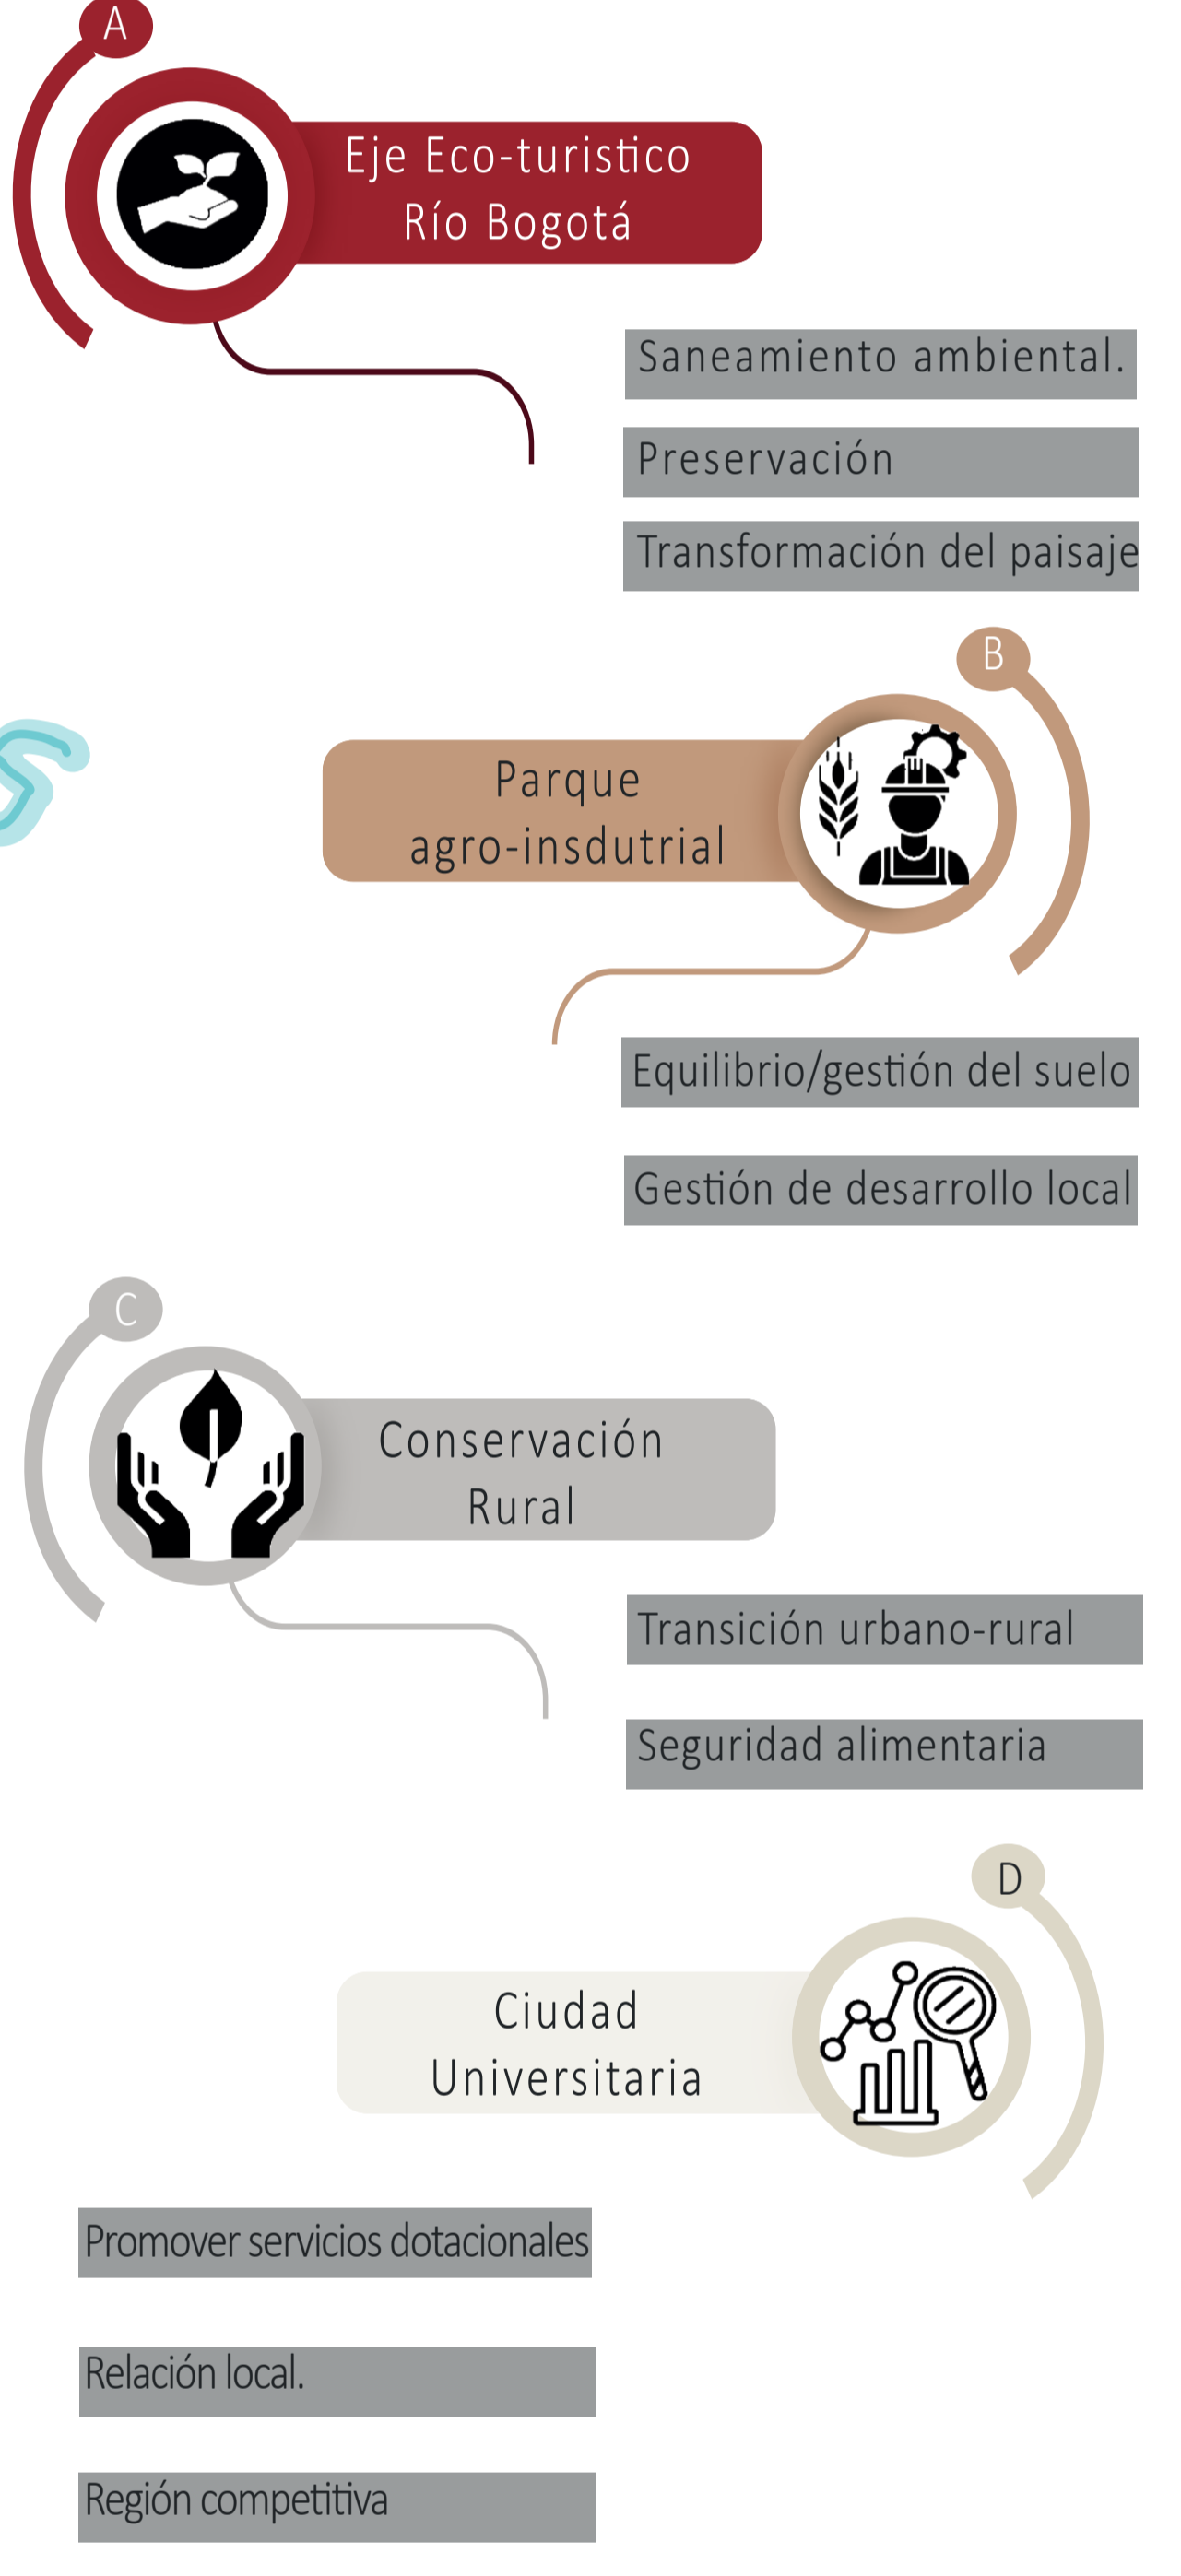 A
Eje Eco-turistico
Río Bogotá
Saneamiento ambiental.
Preservación
Transformación del paisaje
B
Parque
agro-insdutrial
Equilibrio/gestión del suelo
Gestión de desarrollo local
C
Conservación
Rural
Transición urbano-rural
Seguridad alimentaria
D
Ciudad
Universitaria
Promover servicios dotacionales
Relación local.
Región competitiva